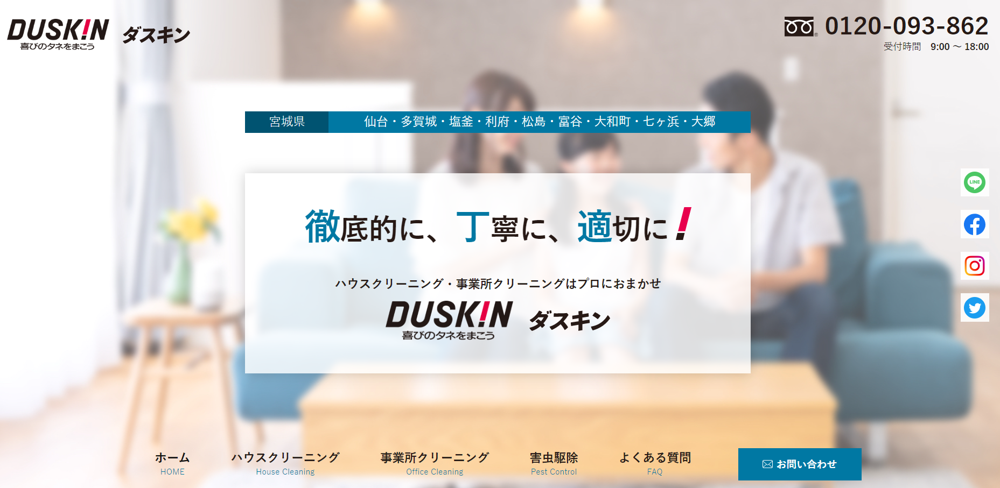 DUSKIN ダスキン
喜びのタネをまこう
0120-093-862
受付時間 9:00 ～ 18:00
宮城県 仙台・多賀城・塩釜・利府・松島・富谷・大和町・七ヶ浜・大郷
徹底的に、丁寧に、適切に!
ハウスクリーニング・事業所クリーニングはプロにおまかせ
DUSKIN ダスキン
喜びのタネをまこう
LINE
ホーム ハウスクリーニング 事業所クリーニング 害虫駆除 よくある質問
HOME House Cleaning Office Cleaning Pest Control FAQ
お問い合わせ